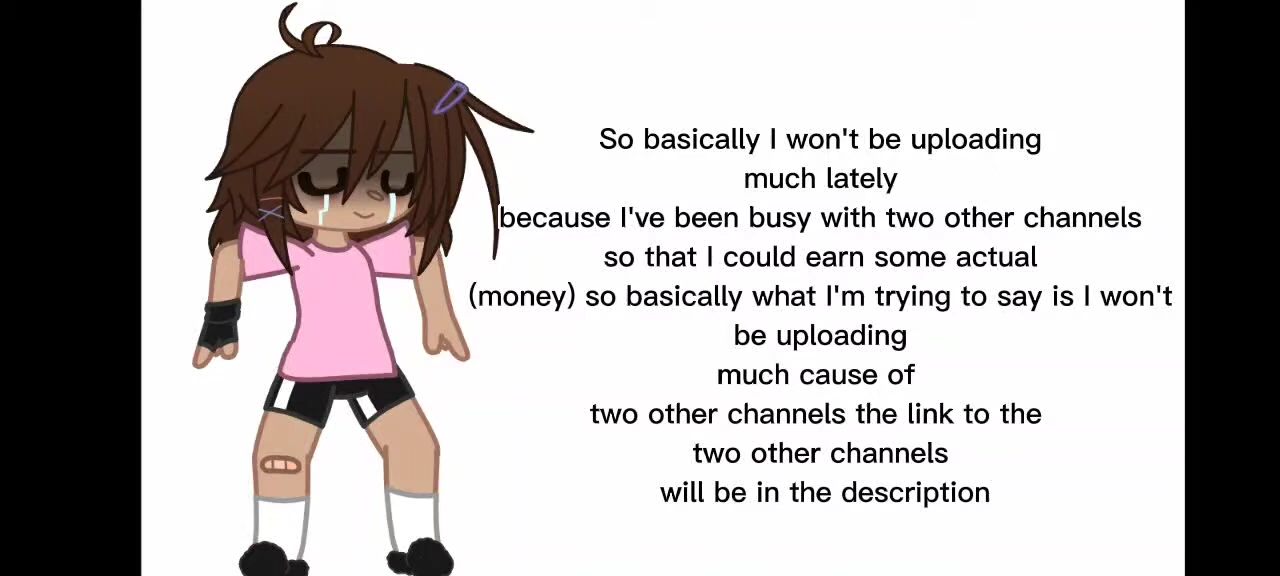 So basically I won't be uploading
much lately
because I've been busy with two other channels
so that I could earn some actual
(money) so basically what I'm trying to say is I won't
be uploading
much cause of
two other channels the link to the
two other channels
will be in the description